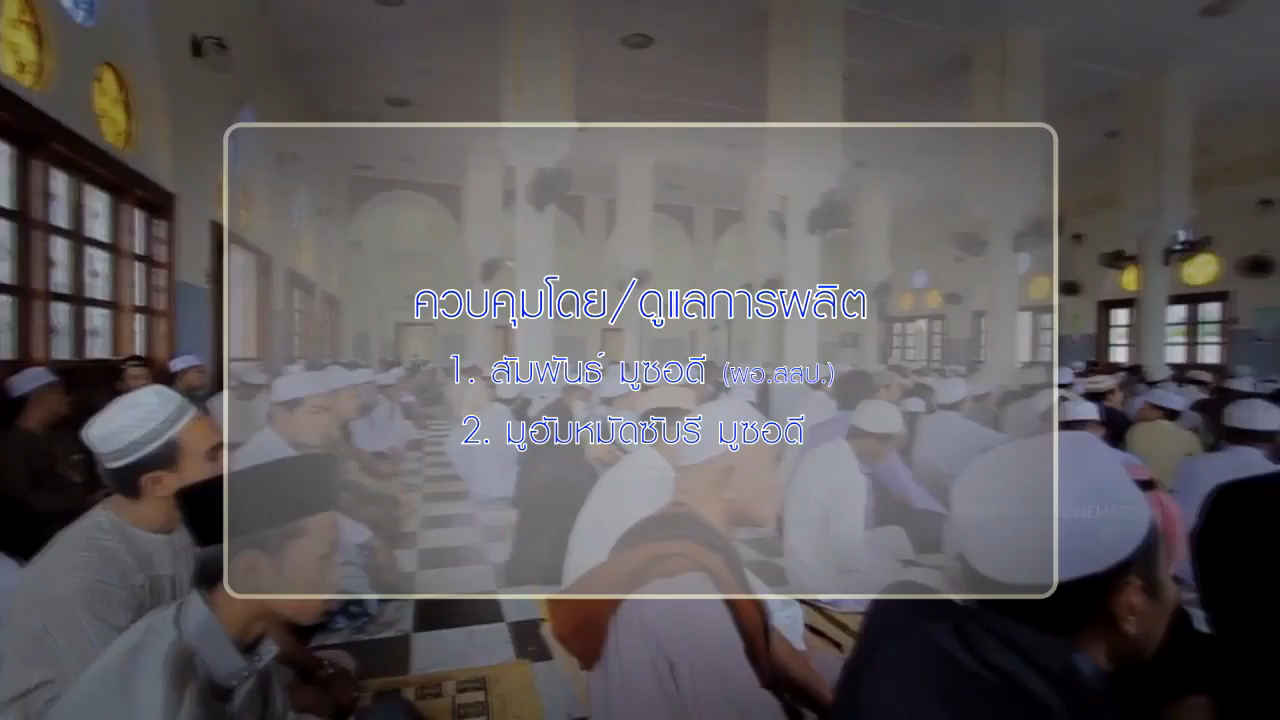 ควบคุมโดย/ดูแลการผลิต
1. สัมพันธ์ มูซอดี (ผอ.สสป.)
2. มูฮัมหมัดซับรี มูซอดี